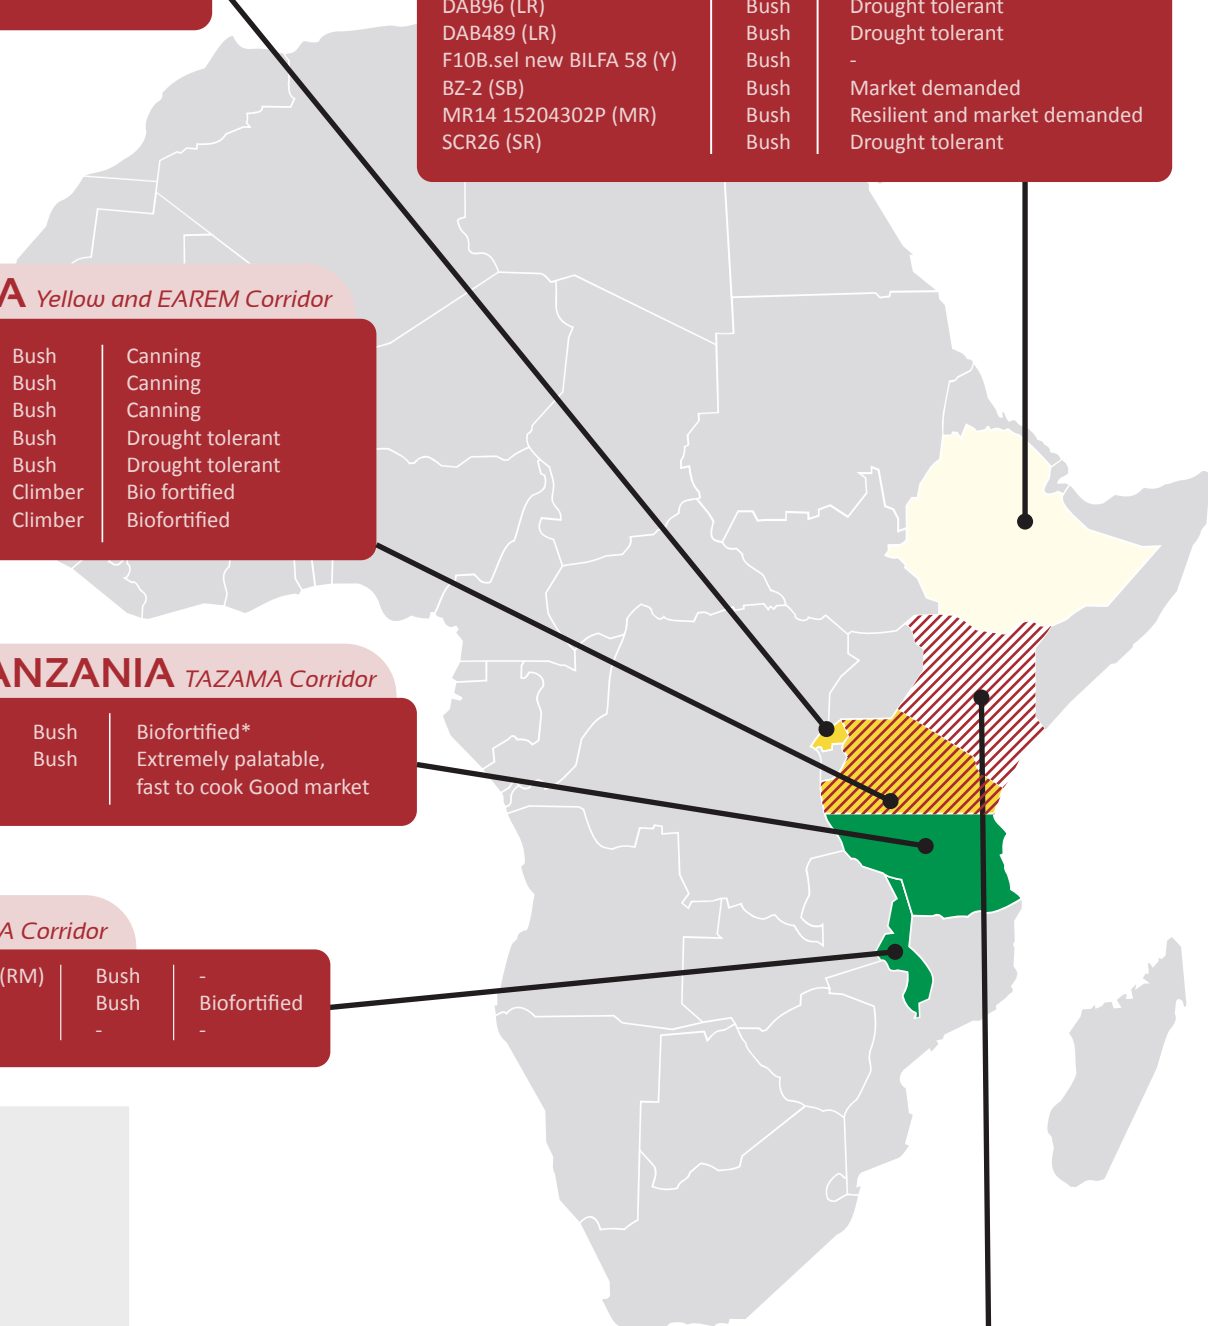 DAB96 (LR) Bush Drought tolerant
DAB489 (LR) Bush Drought tolerant
F10B.sel new BILFA 58 (Y) Bush -
BZ-2 (SB) Bush Market demanded
MR14 15204302P (MR) Bush Resilient and market demanded
SCR26 (SR) Bush Drought tolerant
A Yellow and EAREM Corridor
Bush Canning
Bush Canning
Bush Canning
Bush Drought tolerant
Bush Drought tolerant
Climber Bio fortified
Climber Biofortified
ANZANIA TAZAMA Corridor
Bush Biofortified*
Bush Extremely palatable,
fast to cook Good market
A Corridor
(RM) Bush -
Bush Biofortified
- -